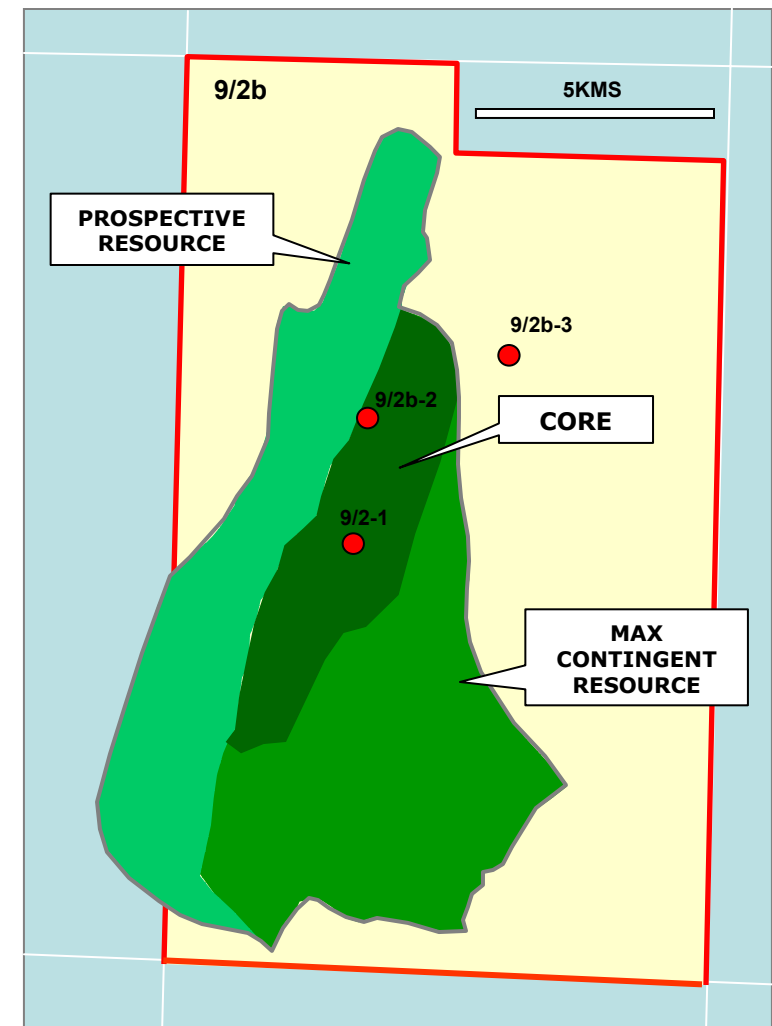 9/2b
5KMS
PROSPECTIVE
RESOURCE
9/2b-3
9/2b-2
CORE
9/2-1
MAX
CONTINGENT
RESOURCE